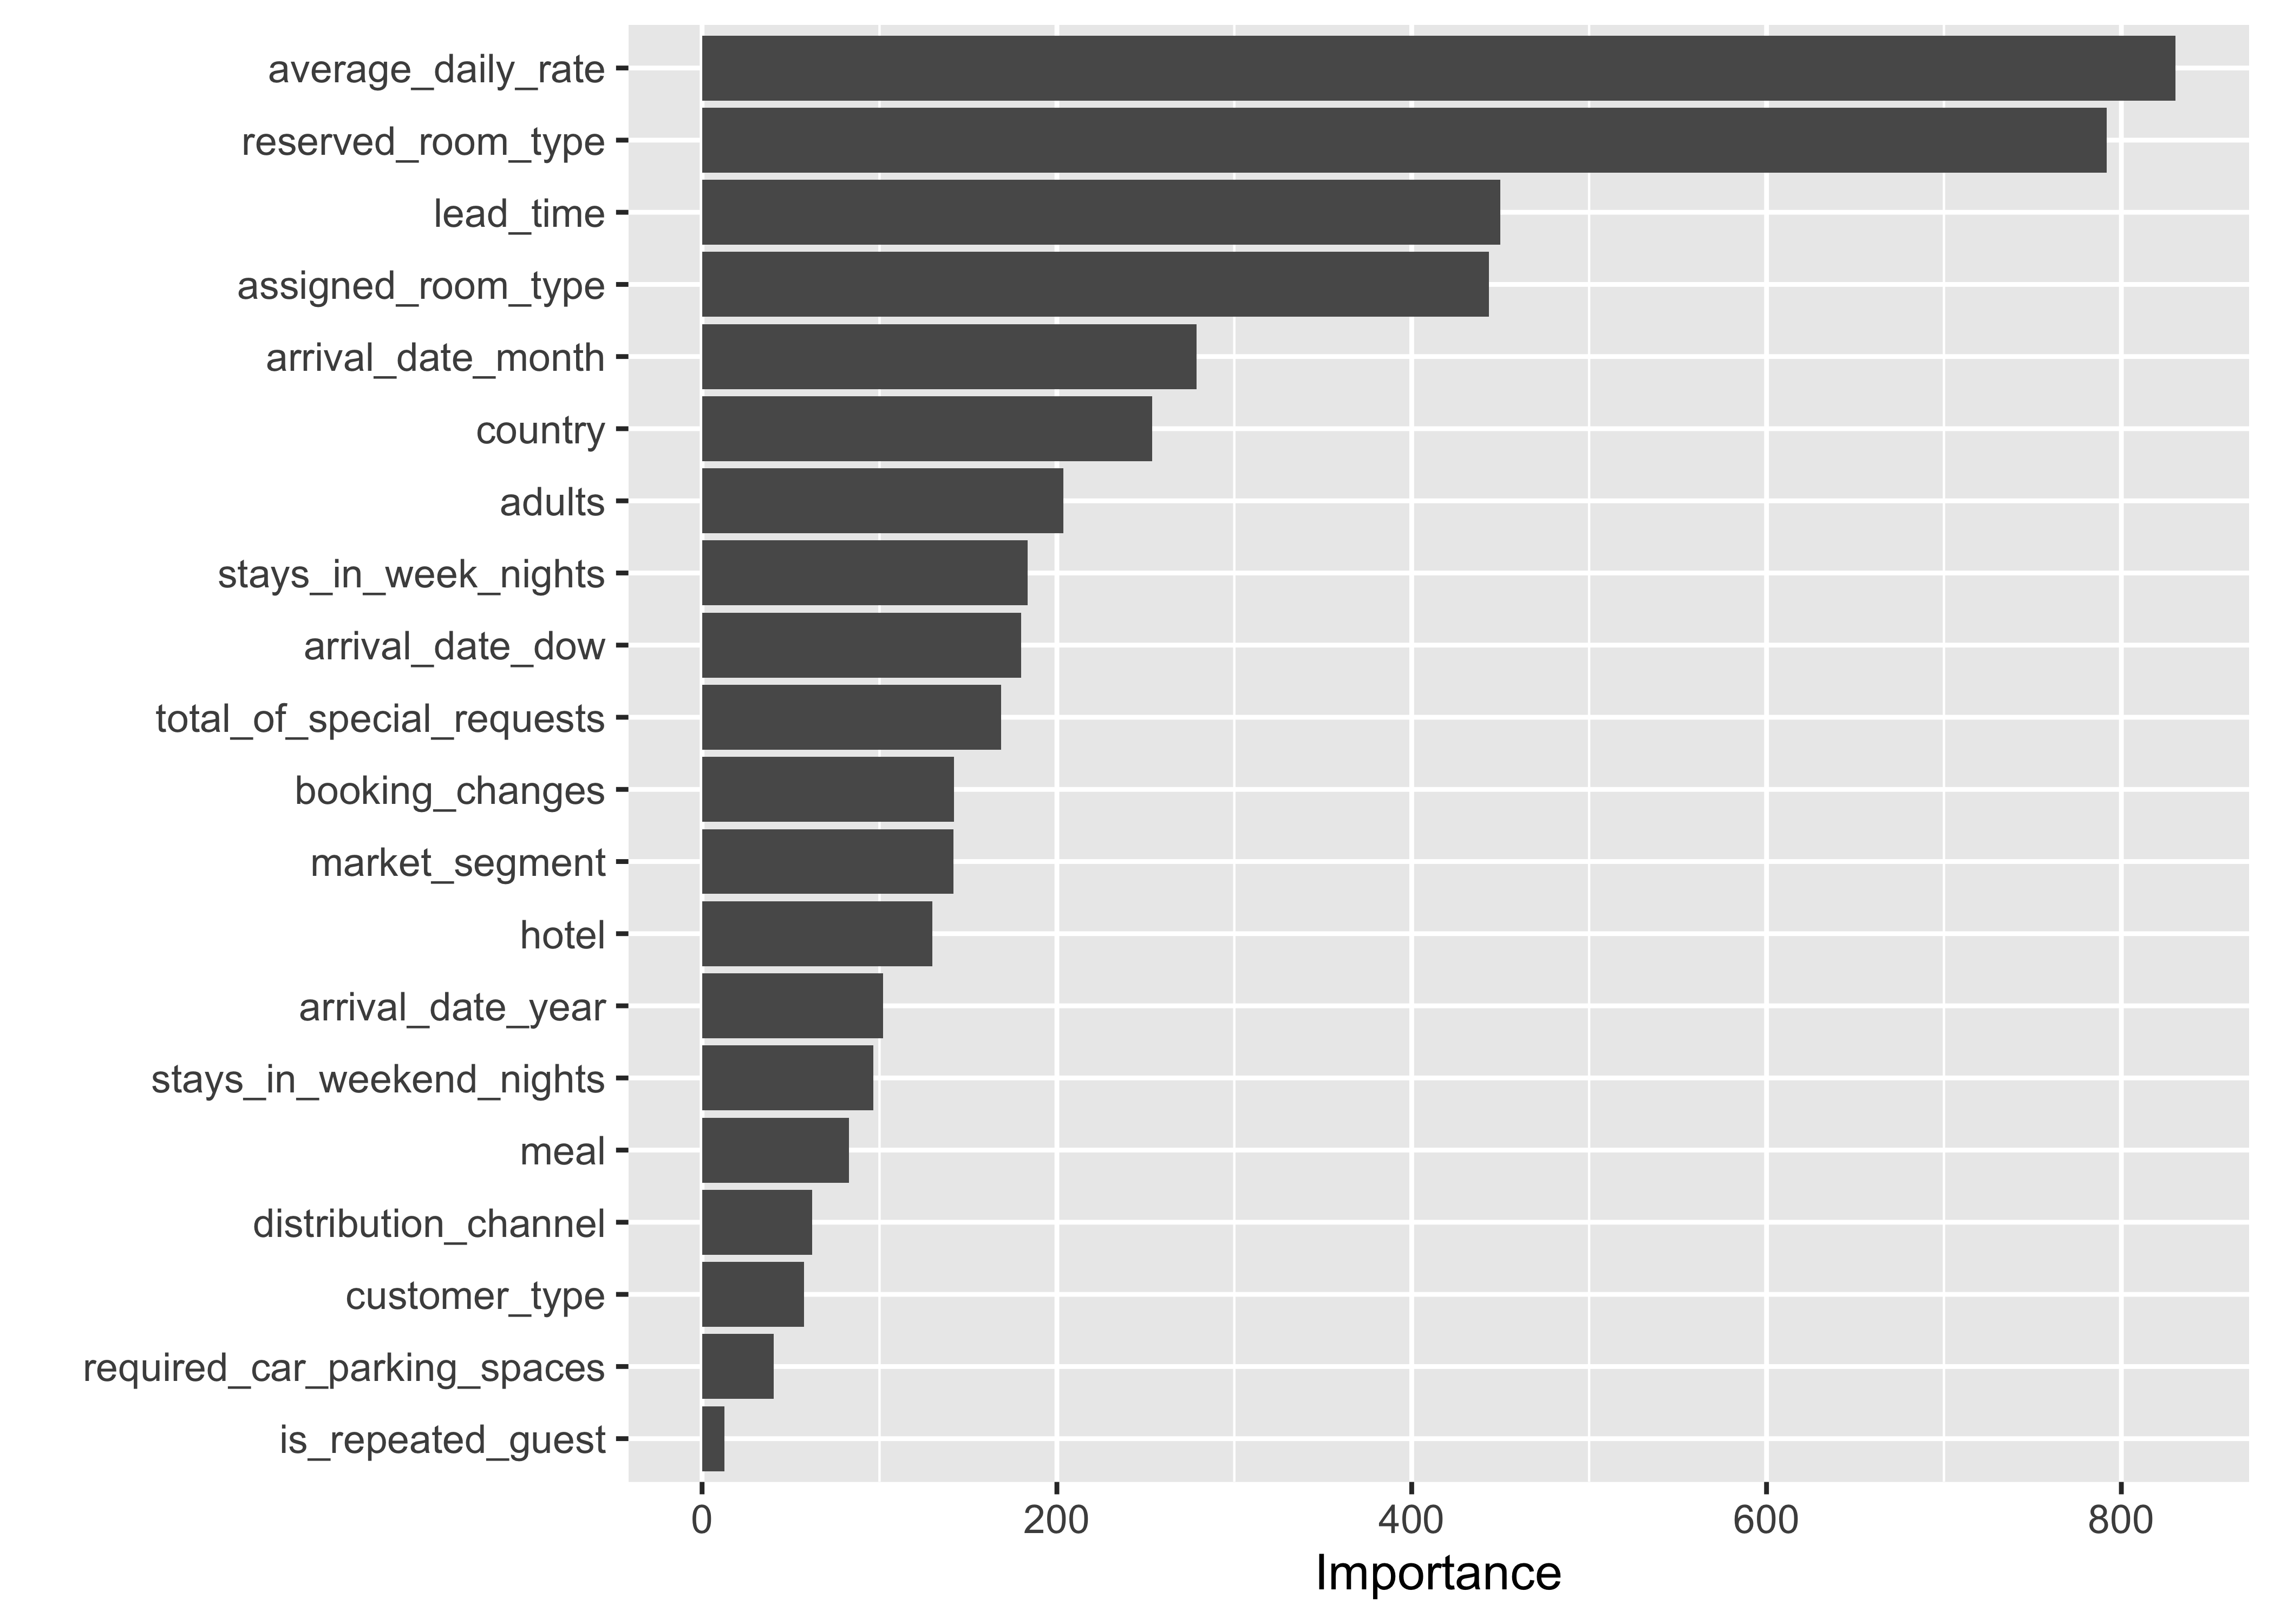 average_daily_rate
reserved_room_type
lead_time
assigned_room_type
arrival_date_month
country
adults
stays_in_week_nights
arrival_date_dow
total_of_special_requests
booking_changes
market_segment
hotel
arrival_date_year
stays_in_weekend_nights
meal
distribution_channel
customer_type
required_car_parking_spaces
is_repeated_guest
0 200 400 600 800
Importance